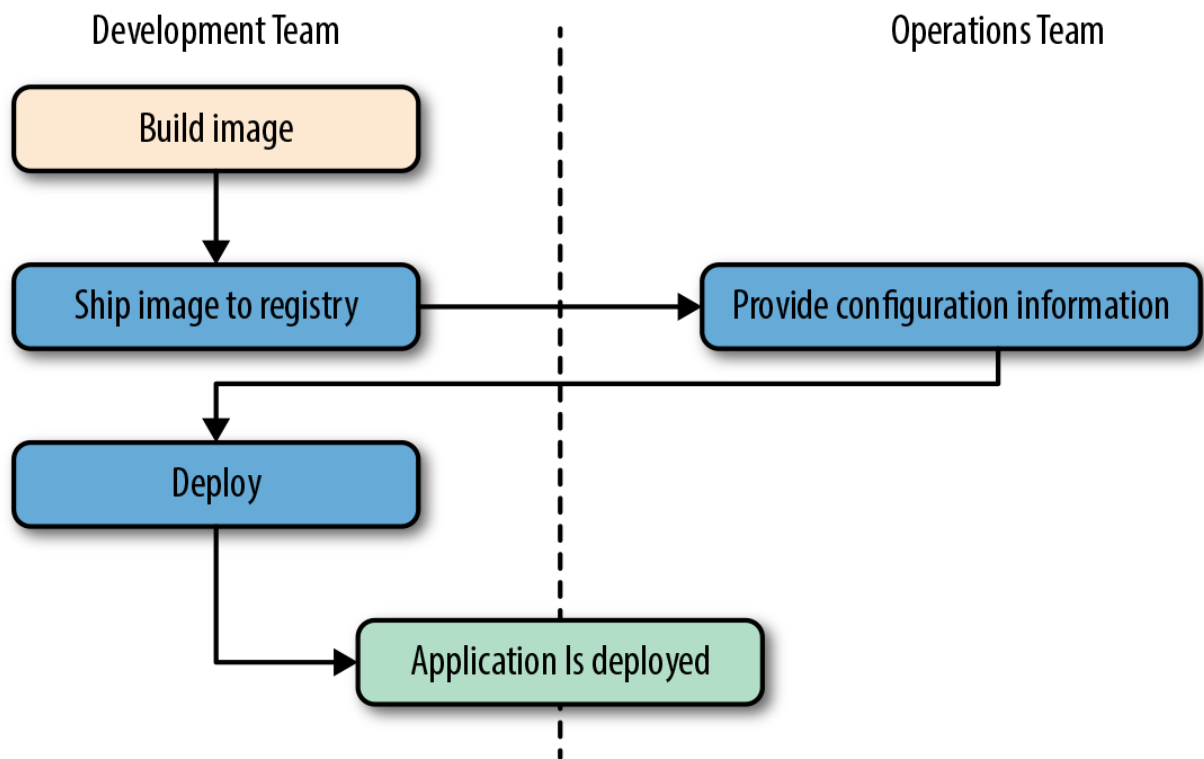 Development Team
Operations Team
Build image
Ship image to registry
Provide configuration information
Deploy
Application Is deployed